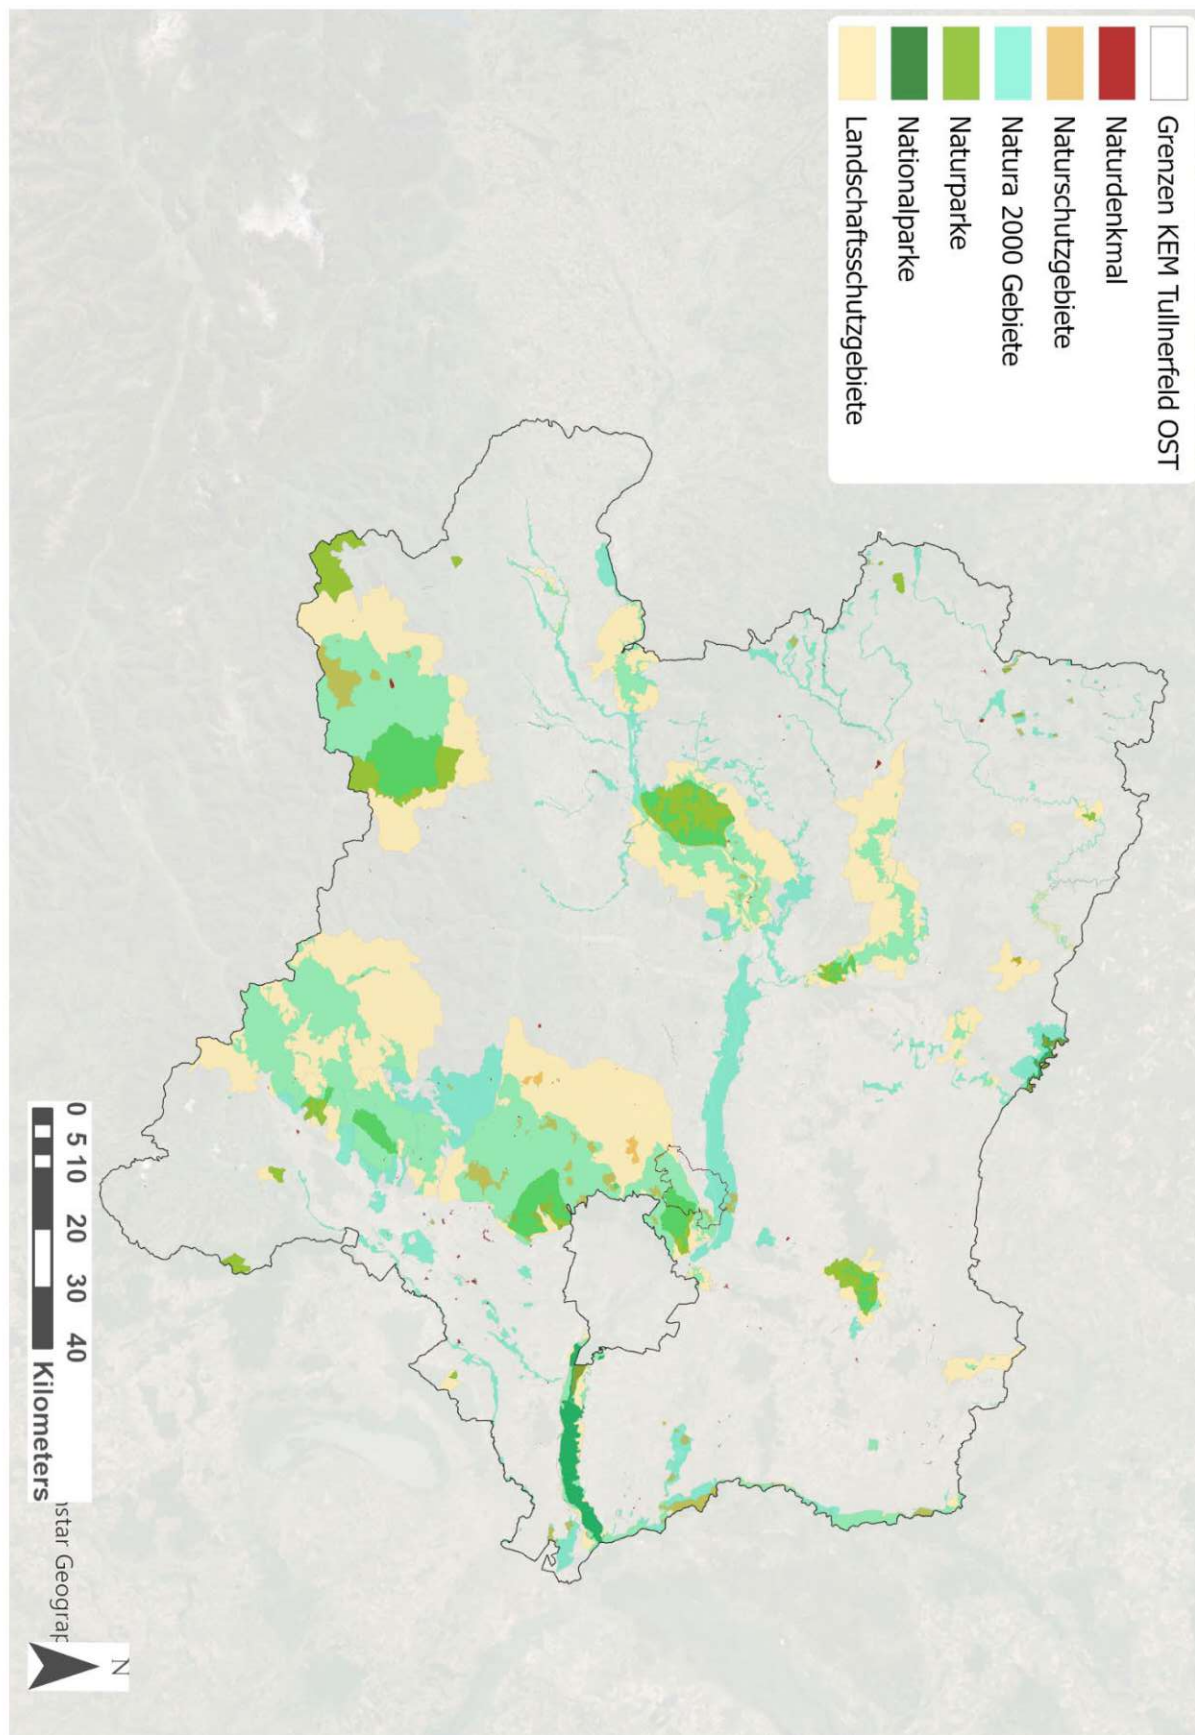 Grenzen KEM Tullnerfeld OST
Naturdenkmal
Naturschutzgebiete
Natura 2000 Gebiete
Naturparke
Nationalparke
Landschaftsschutzgebiete
0 5 10 20 30 40
Kilometers
N